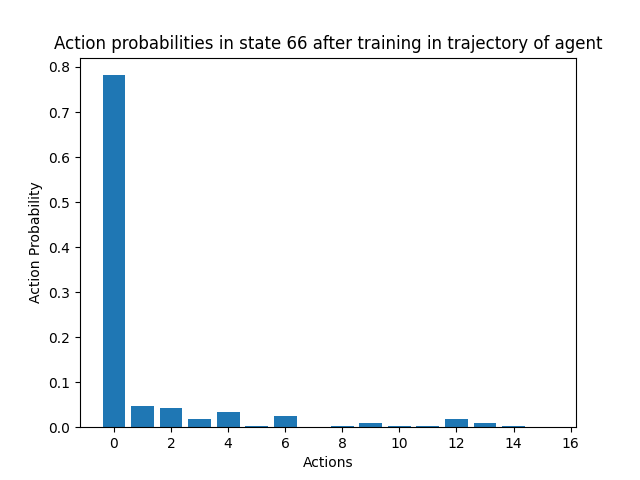 Action probabilities in state 66 after training in trajectory of agent
0.8
0.7
0.6
0.5
0.4
0.3
0.2
0.1
0.0
Action Probability
0 2 4 6 8 10 12 14 16
Actions